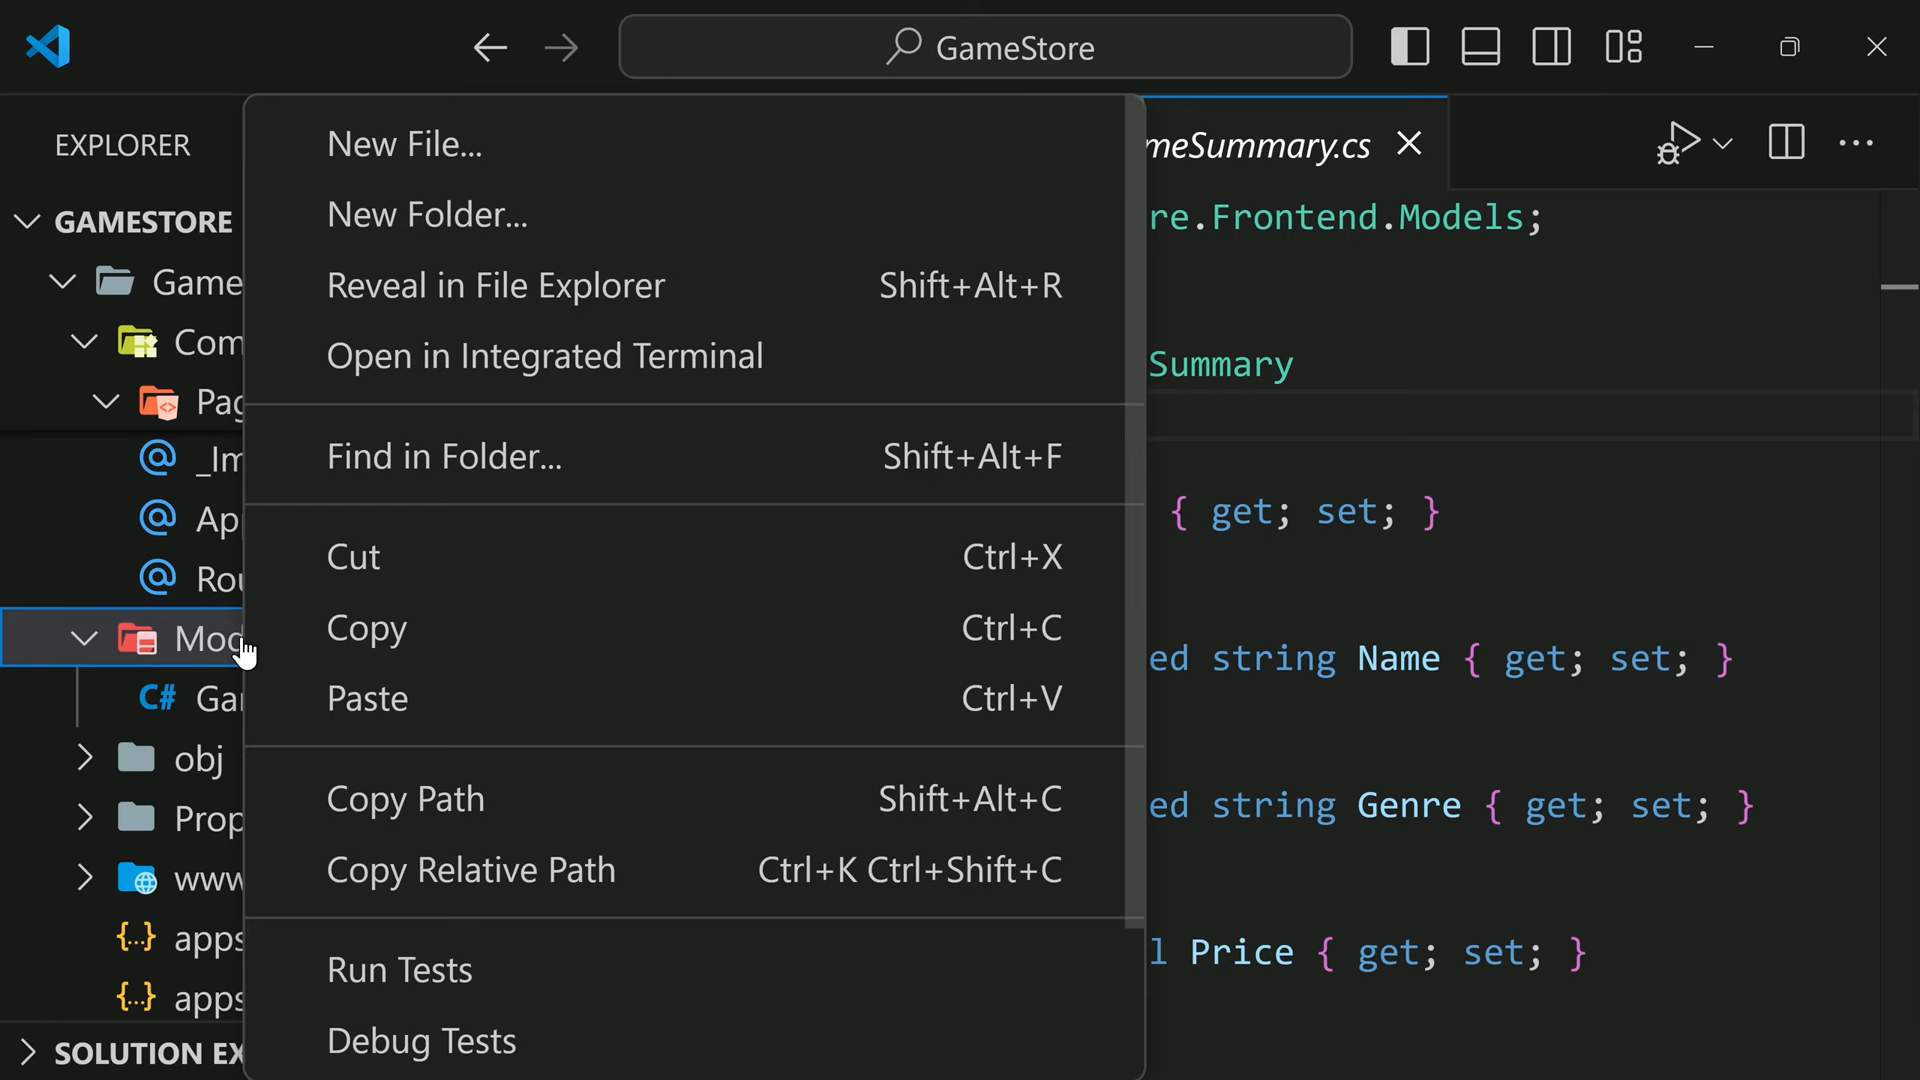 GameStore
EXPLORER
meSummary.cs
GAMESTORE
Game
Com
Pag
_Im
App
Rou
Mod
C# Gam
obj
Prop
www
{..} apps
{..} apps
SOLUTION EX
New File...
New Folder...
Reveal in File Explorer Shift+Alt+R
Open in Integrated Terminal
Find in Folder... Shift+Alt+F
Cut Ctrl+X
Copy Ctrl+C
Paste Ctrl+V
Copy Path Shift+Alt+C
Copy Relative Path Ctrl+K Ctrl+Shift+C
Run Tests
Debug Tests
re.Frontend.Models;
Summary
{ get; set; }
ed string Name { get; set; }
ed string Genre { get; set; }
l Price { get; set; }